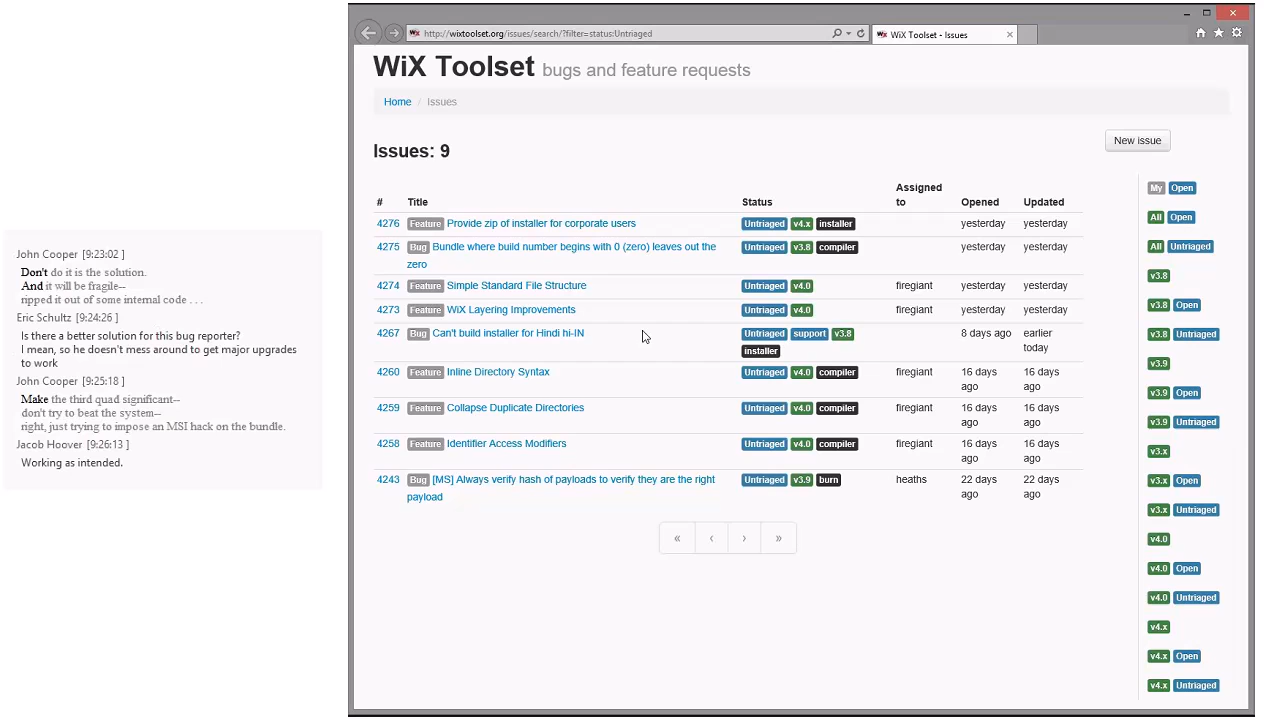 John Cooper [9:23:02 ]
Don't do it is the solution.
And it will be fragile--
ripped it out of some internal code . . .
Eric Schultz [9:24:26 ]
Is there a better solution for this bug reporter?
I mean, so he doesn't mess around to get major upgrades
to work
John Cooper [9:25:18 ]
Make the third quad significant--
don't try to beat the system--
right, just trying to impose an MSI hack on the bundle.
Jacob Hoover [9:26:13 ]
Working as intended.
http://wixtoolset.org/issues/search/?filter=status:Untriaged
WiX Toolset - Issues
WiX Toolset bugs and feature requests
Home / Issues
Issues: 9
New issue
# Title Status Assigned to Opened Updated
4276 Feature Provide zip of installer for corporate users Untriaged v4.x installer yesterday yesterday
4275 Bug Bundle where build number begins with 0 (zero) leaves out the zero Untriaged v3.8 compiler yesterday yesterday
4274 Feature Simple Standard File Structure Untriaged v4.0 firegiant yesterday yesterday
4273 Feature WiX Layering Improvements Untriaged v4.0 firegiant yesterday yesterday
4267 Bug Can't build installer for Hindi hi-IN Untriaged support v3.8 installer 8 days ago earlier today
4260 Feature Inline Directory Syntax Untriaged v4.0 compiler firegiant 16 days ago 16 days ago
4259 Feature Collapse Duplicate Directories Untriaged v4.0 compiler firegiant 16 days ago 16 days ago
4258 Feature Identifier Access Modifiers Untriaged v4.0 compiler firegiant 16 days ago 16 days ago
4243 Bug [MS] Always verify hash of payloads to verify they are the right payload Untriaged v3.9 burn heaths 22 days ago 22 days ago
« ‹ › »
My Open
All Open
All Untriaged
v3.8
v3.8 Open
v3.8 Untriaged
v3.9
v3.9 Open
v3.9 Untriaged
v3.x
v3.x Open
v3.x Untriaged
v4.0
v4.0 Open
v4.0 Untriaged
v4.x
v4.x Open
v4.x Untriaged